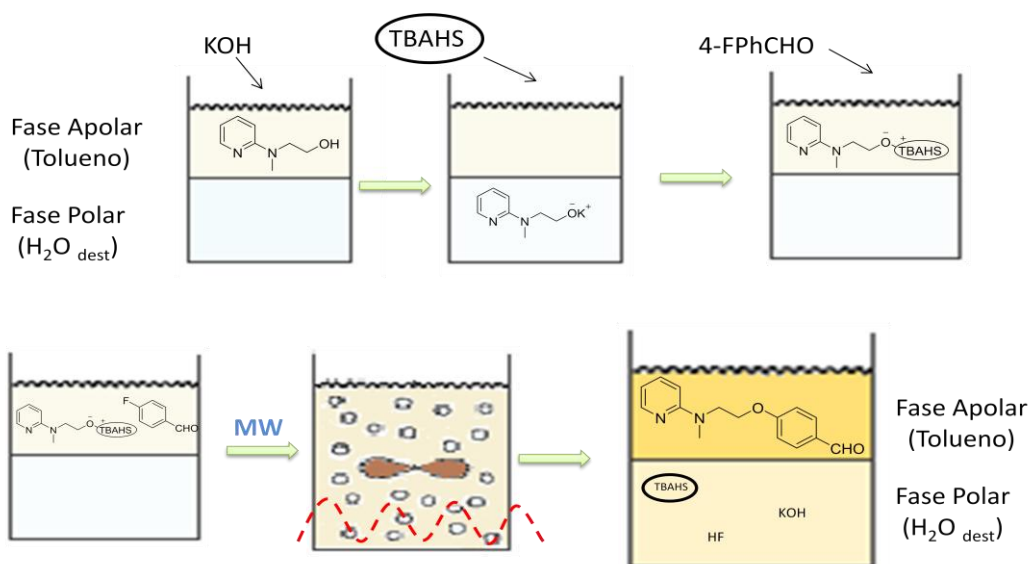 KOH
TBAHS
4-FPhCHO
Fase Apolar
(Tolueno)
Fase Polar
(H₂O dest)
N
N
OH
N
N
O⁻K⁺
N
N
O⁻
+
TBAHS
N
N
O⁻
+
TBAHS
F
CHO
MW
N
N
O
CHO
TBAHS
KOH
HF
Fase Apolar
(Tolueno)
Fase Polar
(H₂O dest)